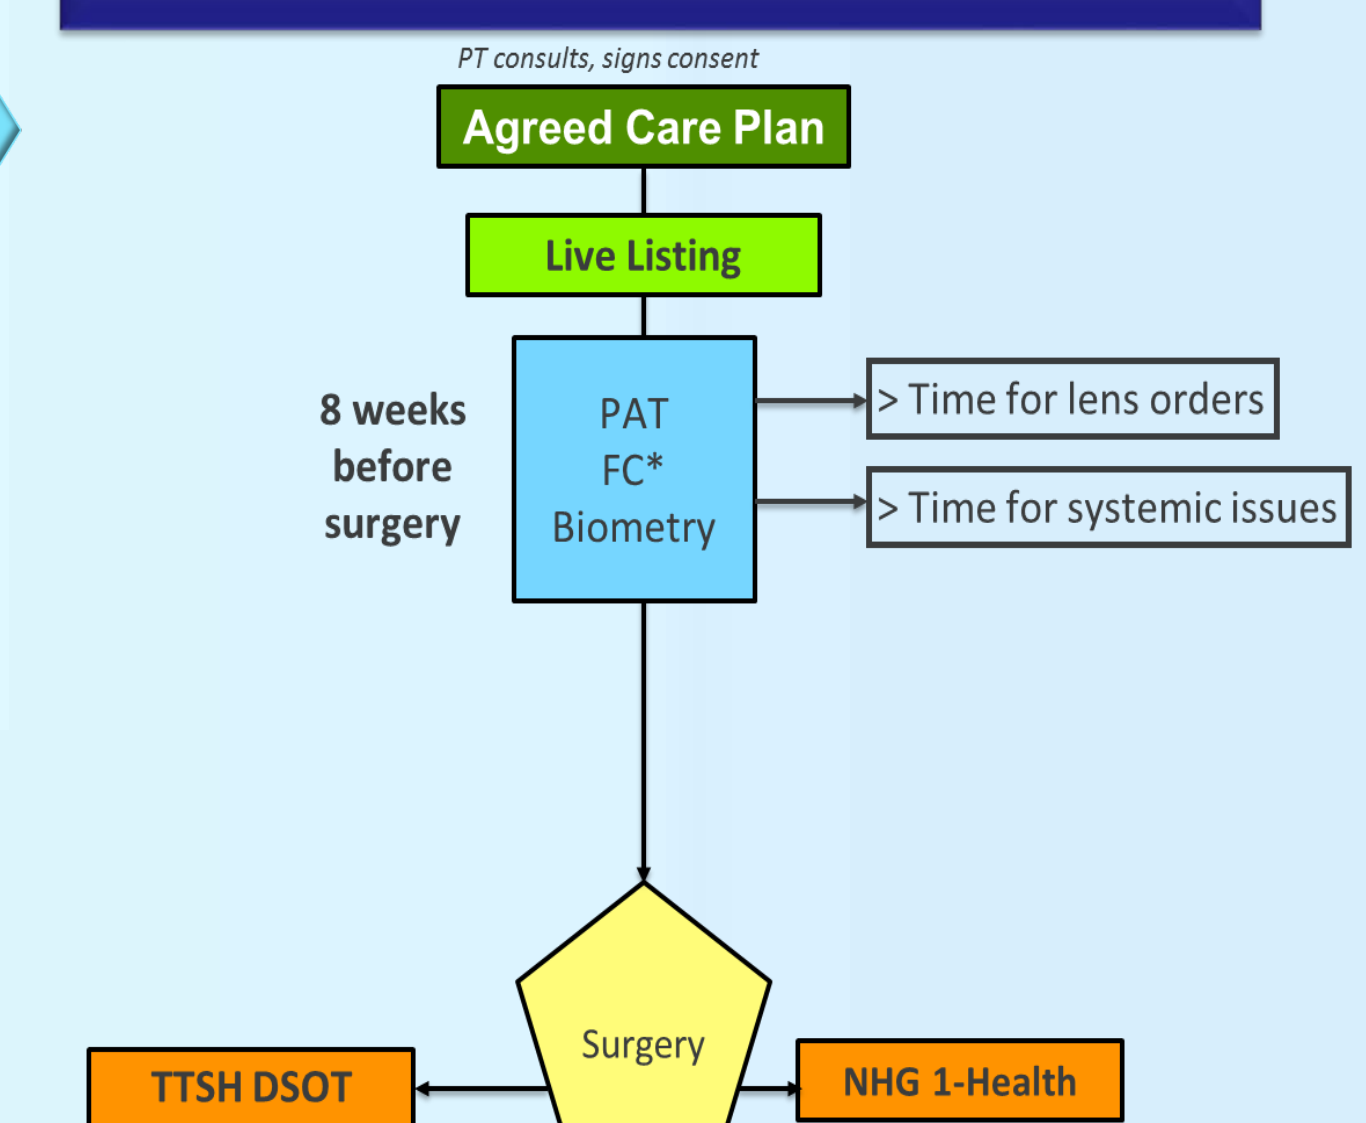 PT consults, signs consent
Agreed Care Plan
Live Listing
8 weeks
before
surgery
PAT
FC*
Biometry
> Time for lens orders
> Time for systemic issues
Surgery
TTSH DSOT
NHG 1-Health